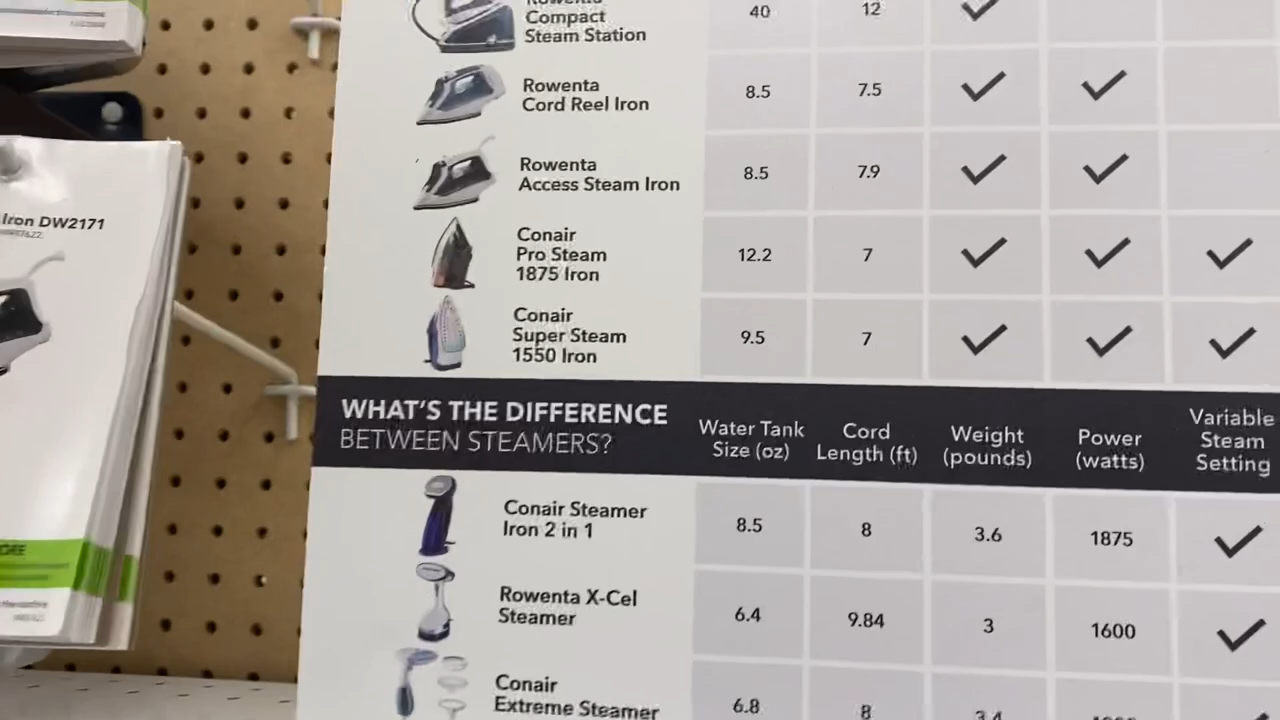 Compact
Steam Station
40
12
Rowenta
Cord Reel Iron
8.5
7.5
Rowenta
Access Steam Iron
8.5
7.9
Conair
Pro Steam
1875 Iron
12.2
7
Conair
Super Steam
1550 Iron
9.5
7
Iron DW2171
WHAT'S THE DIFFERENCE
BETWEEN STEAMERS?
Water Tank
Size (oz)
Cord
Length (ft)
Weight
(pounds)
Power
(watts)
Variable
Steam
Setting
Conair Steamer
Iron 2 in 1
8.5
8
3.6
1875
Rowenta X-Cel
Steamer
6.4
9.84
3
1600
Conair
Extreme Steamer
6.8
8
3.4